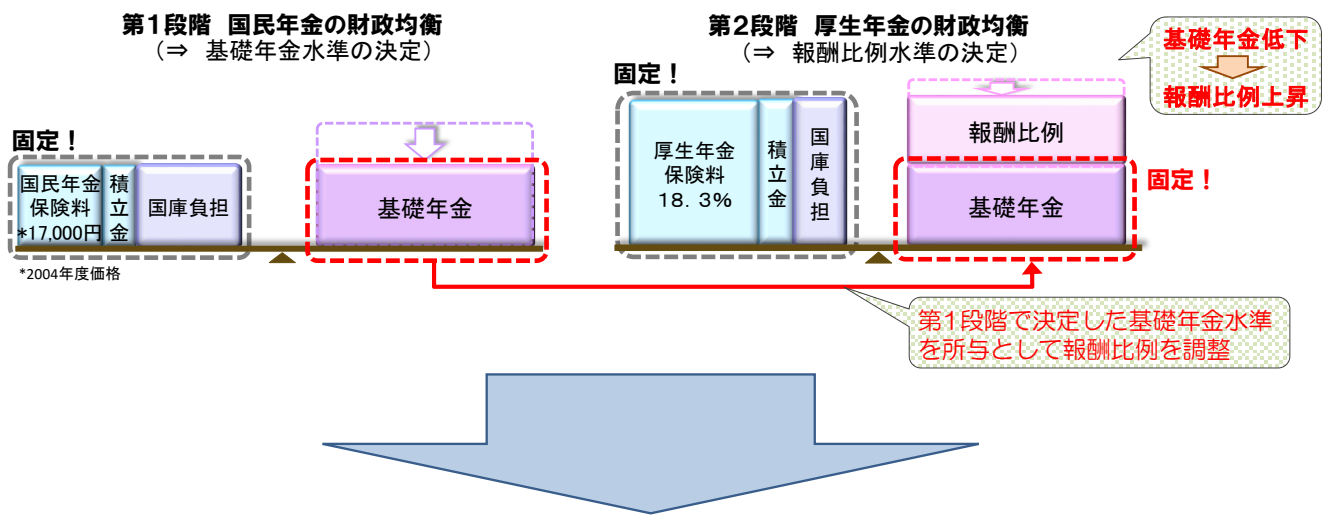 第1段階 国民年金の財政均衡
（⇒ 基礎年金水準の決定）
固定！
国民年金
保険料
*17,000円
積立金
国庫負担
基礎年金
*2004年度価格
第2段階 厚生年金の財政均衡
（⇒ 報酬比例水準の決定）
固定！
厚生年金
保険料
18．3%
積立金
国庫負担
報酬比例
基礎年金
固定！
基礎年金低下
報酬比例上昇
第1段階で決定した基礎年金水準
を所与として報酬比例を調整